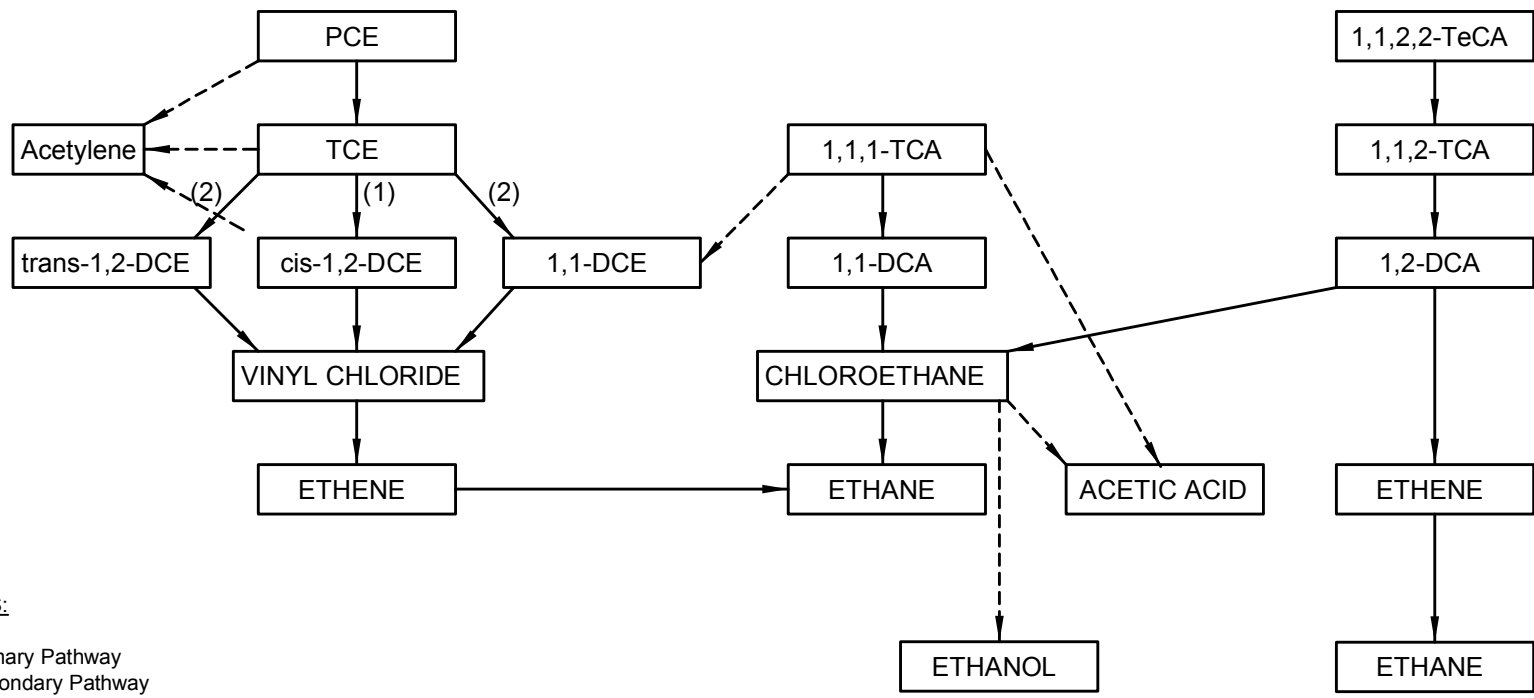 PCE
1,1,2,2-TeCA
Acetylene
TCE
1,1,1-TCA
1,1,2-TCA
(2)
(1)
(2)
trans-1,2-DCE
cis-1,2-DCE
1,1-DCE
1,1-DCA
1,2-DCA
VINYL CHLORIDE
CHLOROETHANE
ETHENE
ETHANE
ACETIC ACID
ETHENE
Pathway
Pathway
ETHANOL
ETHANE